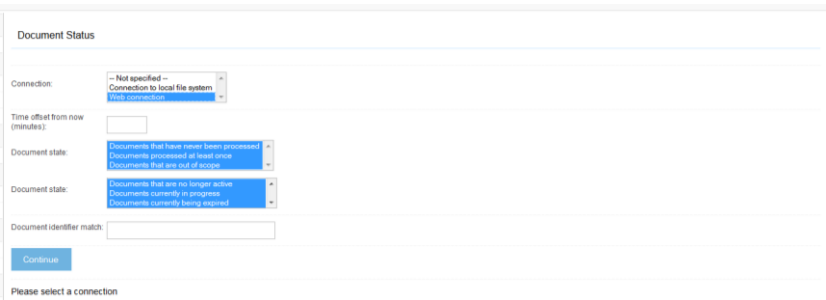 Document Status
Connection:
-- Not specified --
Connection to local file system
Web connection
Time offset from now
(minutes):
Document state:
Documents that have never been processed
Documents processed at least once
Documents that are out of scope
Document state:
Documents that are no longer active
Documents currently in progress
Documents currently being expired
Document identifier match:
Continue
Please select a connection